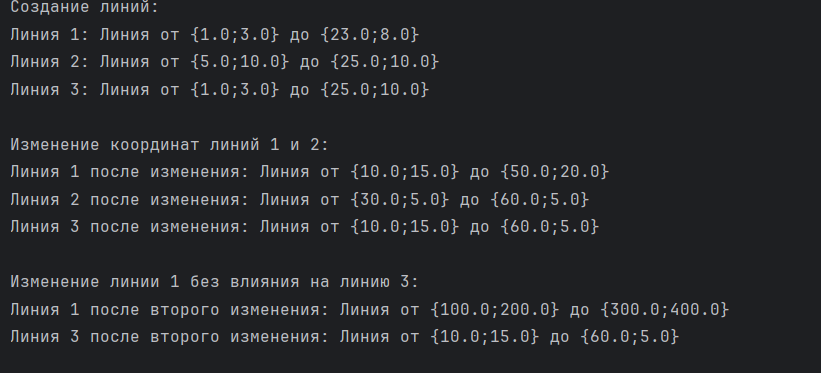 Создание линий:
Линия 1: Линия от {1.0;3.0} до {23.0;8.0}
Линия 2: Линия от {5.0;10.0} до {25.0;10.0}
Линия 3: Линия от {1.0;3.0} до {25.0;10.0}
Изменение координат линий 1 и 2:
Линия 1 после изменения: Линия от {10.0;15.0} до {50.0;20.0}
Линия 2 после изменения: Линия от {30.0;5.0} до {60.0;5.0}
Линия 3 после изменения: Линия от {10.0;15.0} до {60.0;5.0}
Изменение линии 1 без влияния на линию 3:
Линия 1 после второго изменения: Линия от {100.0;200.0} до {300.0;400.0}
Линия 3 после второго изменения: Линия от {10.0;15.0} до {60.0;5.0}